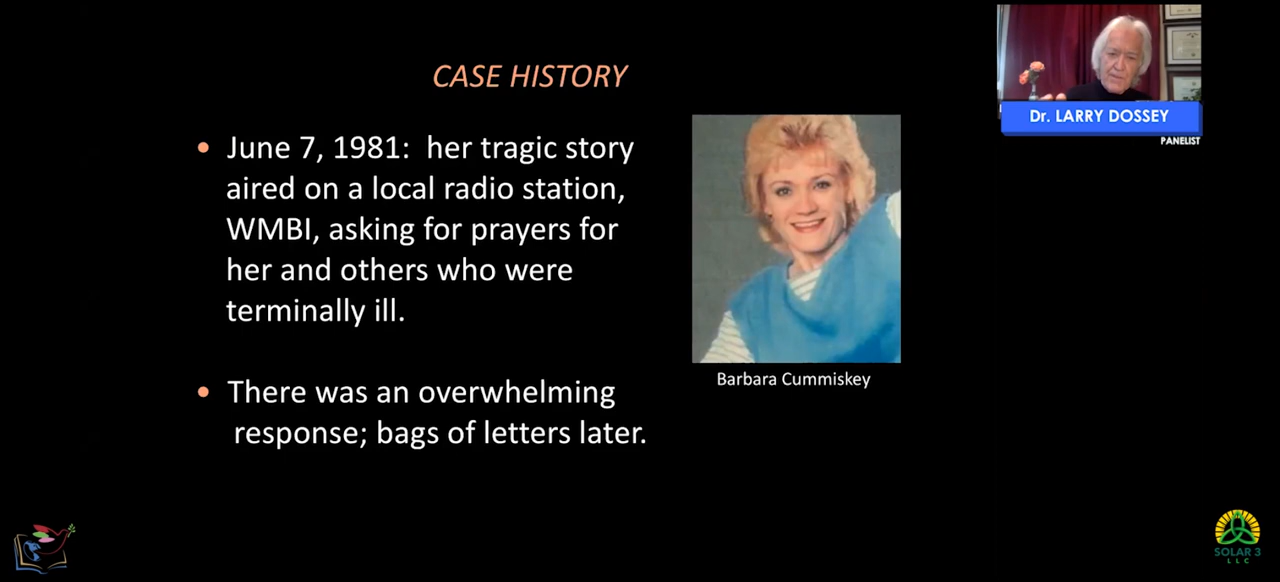 CASE HISTORY
• June 7, 1981:  her tragic story
aired on a local radio station,
WMBI, asking for prayers for
her and others who were
terminally ill.
• There was an overwhelming
response; bags of letters later.
Barbara Cummiskey
Dr. LARRY DOSSEY
PANELIST
SOLAR 3
LLC